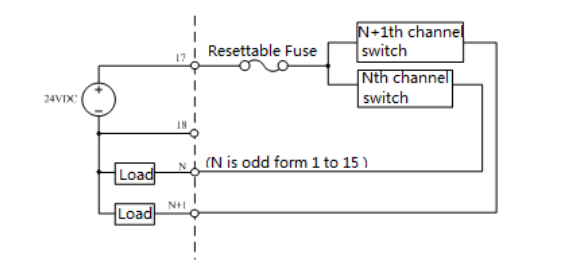 N+1th channel
switch
17
Resettable Fuse
Nth channel
switch
24VDC
+
−
18
N
(N is odd form 1 to 15 )
Load
N+1
Load